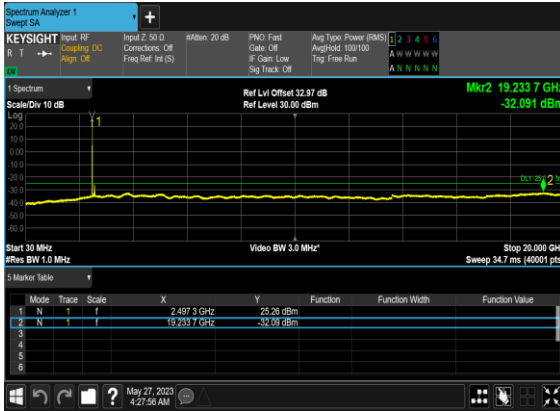 Spectrum Analyzer 1
Swept SA
KEYSIGHT
R T
LV
Input: RF
Coupling: DC
Align: Off
Input Z: 50 Ω
Corrections: Off
Freq Ref: Int (S)
#Atten: 20 dB
PNO: Fast
Gate: Off
IF Gain: Low
Sig Track: Off
Avg Type: Power (RMS)
Avg|Hold: 100/100
Trig: Free Run
1 2 3 4 5 6
A W W W W W
A N N N N N
1 Spectrum
Scale/Div 10 dB
Ref Lvl Offset 32.97 dB
Ref Level 30.00 dBm
Mkr2 19.233 7 GHz
-32.091 dBm
Log
20.0
10.0
0.00
-10.0
-20.0
-30.0
-40.0
-50.0
-60.0
1
2
Start 30 MHz
#Res BW 1.0 MHz
Video BW 3.0 MHz*
Stop 20.000 GHz
Sweep 34.7 ms (40001 pts)
5 Marker Table
Mode Trace Scale X Y Function Function Width Function Value
1 N 1 f 2.497 3 GHz 25.26 dBm
2 N 1 f 19.233 7 GHz -32.09 dBm
3
4
5
6
May 27, 2023
4:27:56 AM